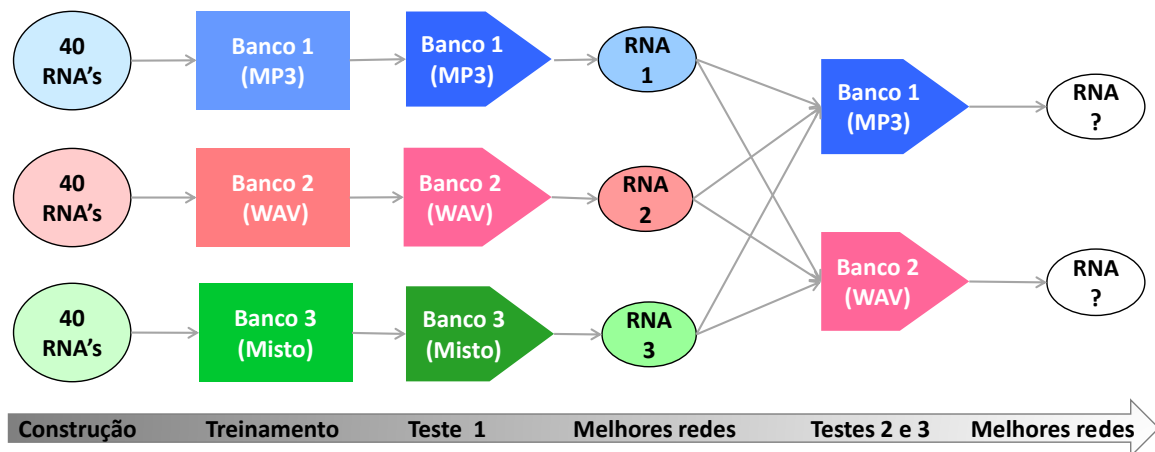 40
RNA's
Banco 1
(MP3)
Banco 1
(MP3)
RNA
1
Banco 1
(MP3)
RNA
?
40
RNA's
Banco 2
(WAV)
Banco 2
(WAV)
RNA
2
Banco 2
(WAV)
RNA
?
40
RNA's
Banco 3
(Misto)
Banco 3
(Misto)
RNA
3
Construção Treinamento Teste 1 Melhores redes Testes 2 e 3 Melhores redes